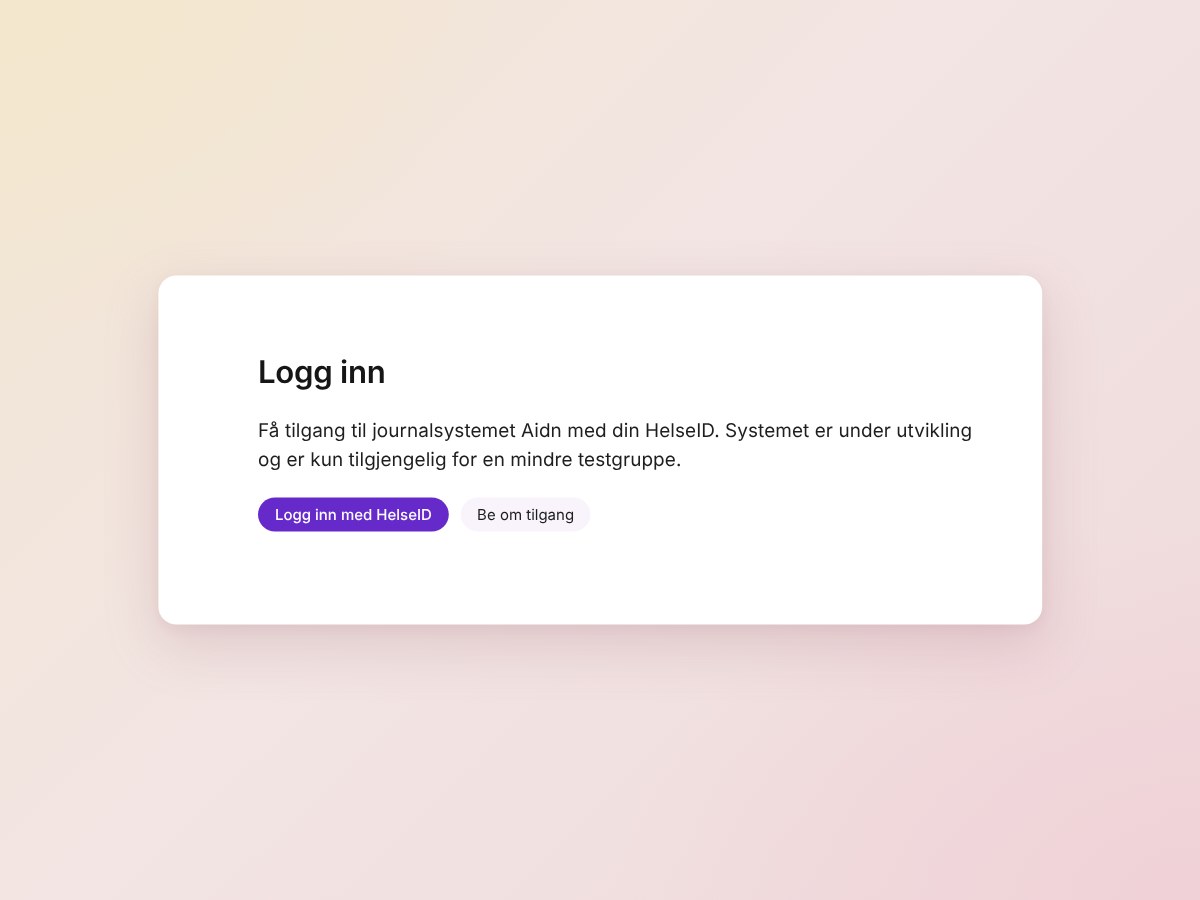 Logg inn
Få tilgang til journalsystemet Aidn med din HelseID. Systemet er under utvikling
og er kun tilgjengelig for en mindre testgruppe.
Logg inn med HelseID
Be om tilgang